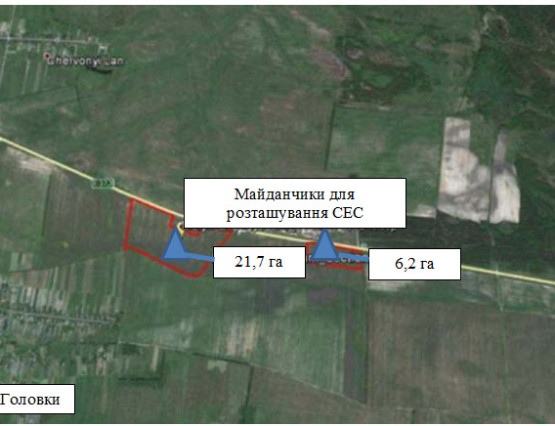 Chervonyi Lan
Майданчики для
розташування СЕС
21,7 га
6,2 га
Головки